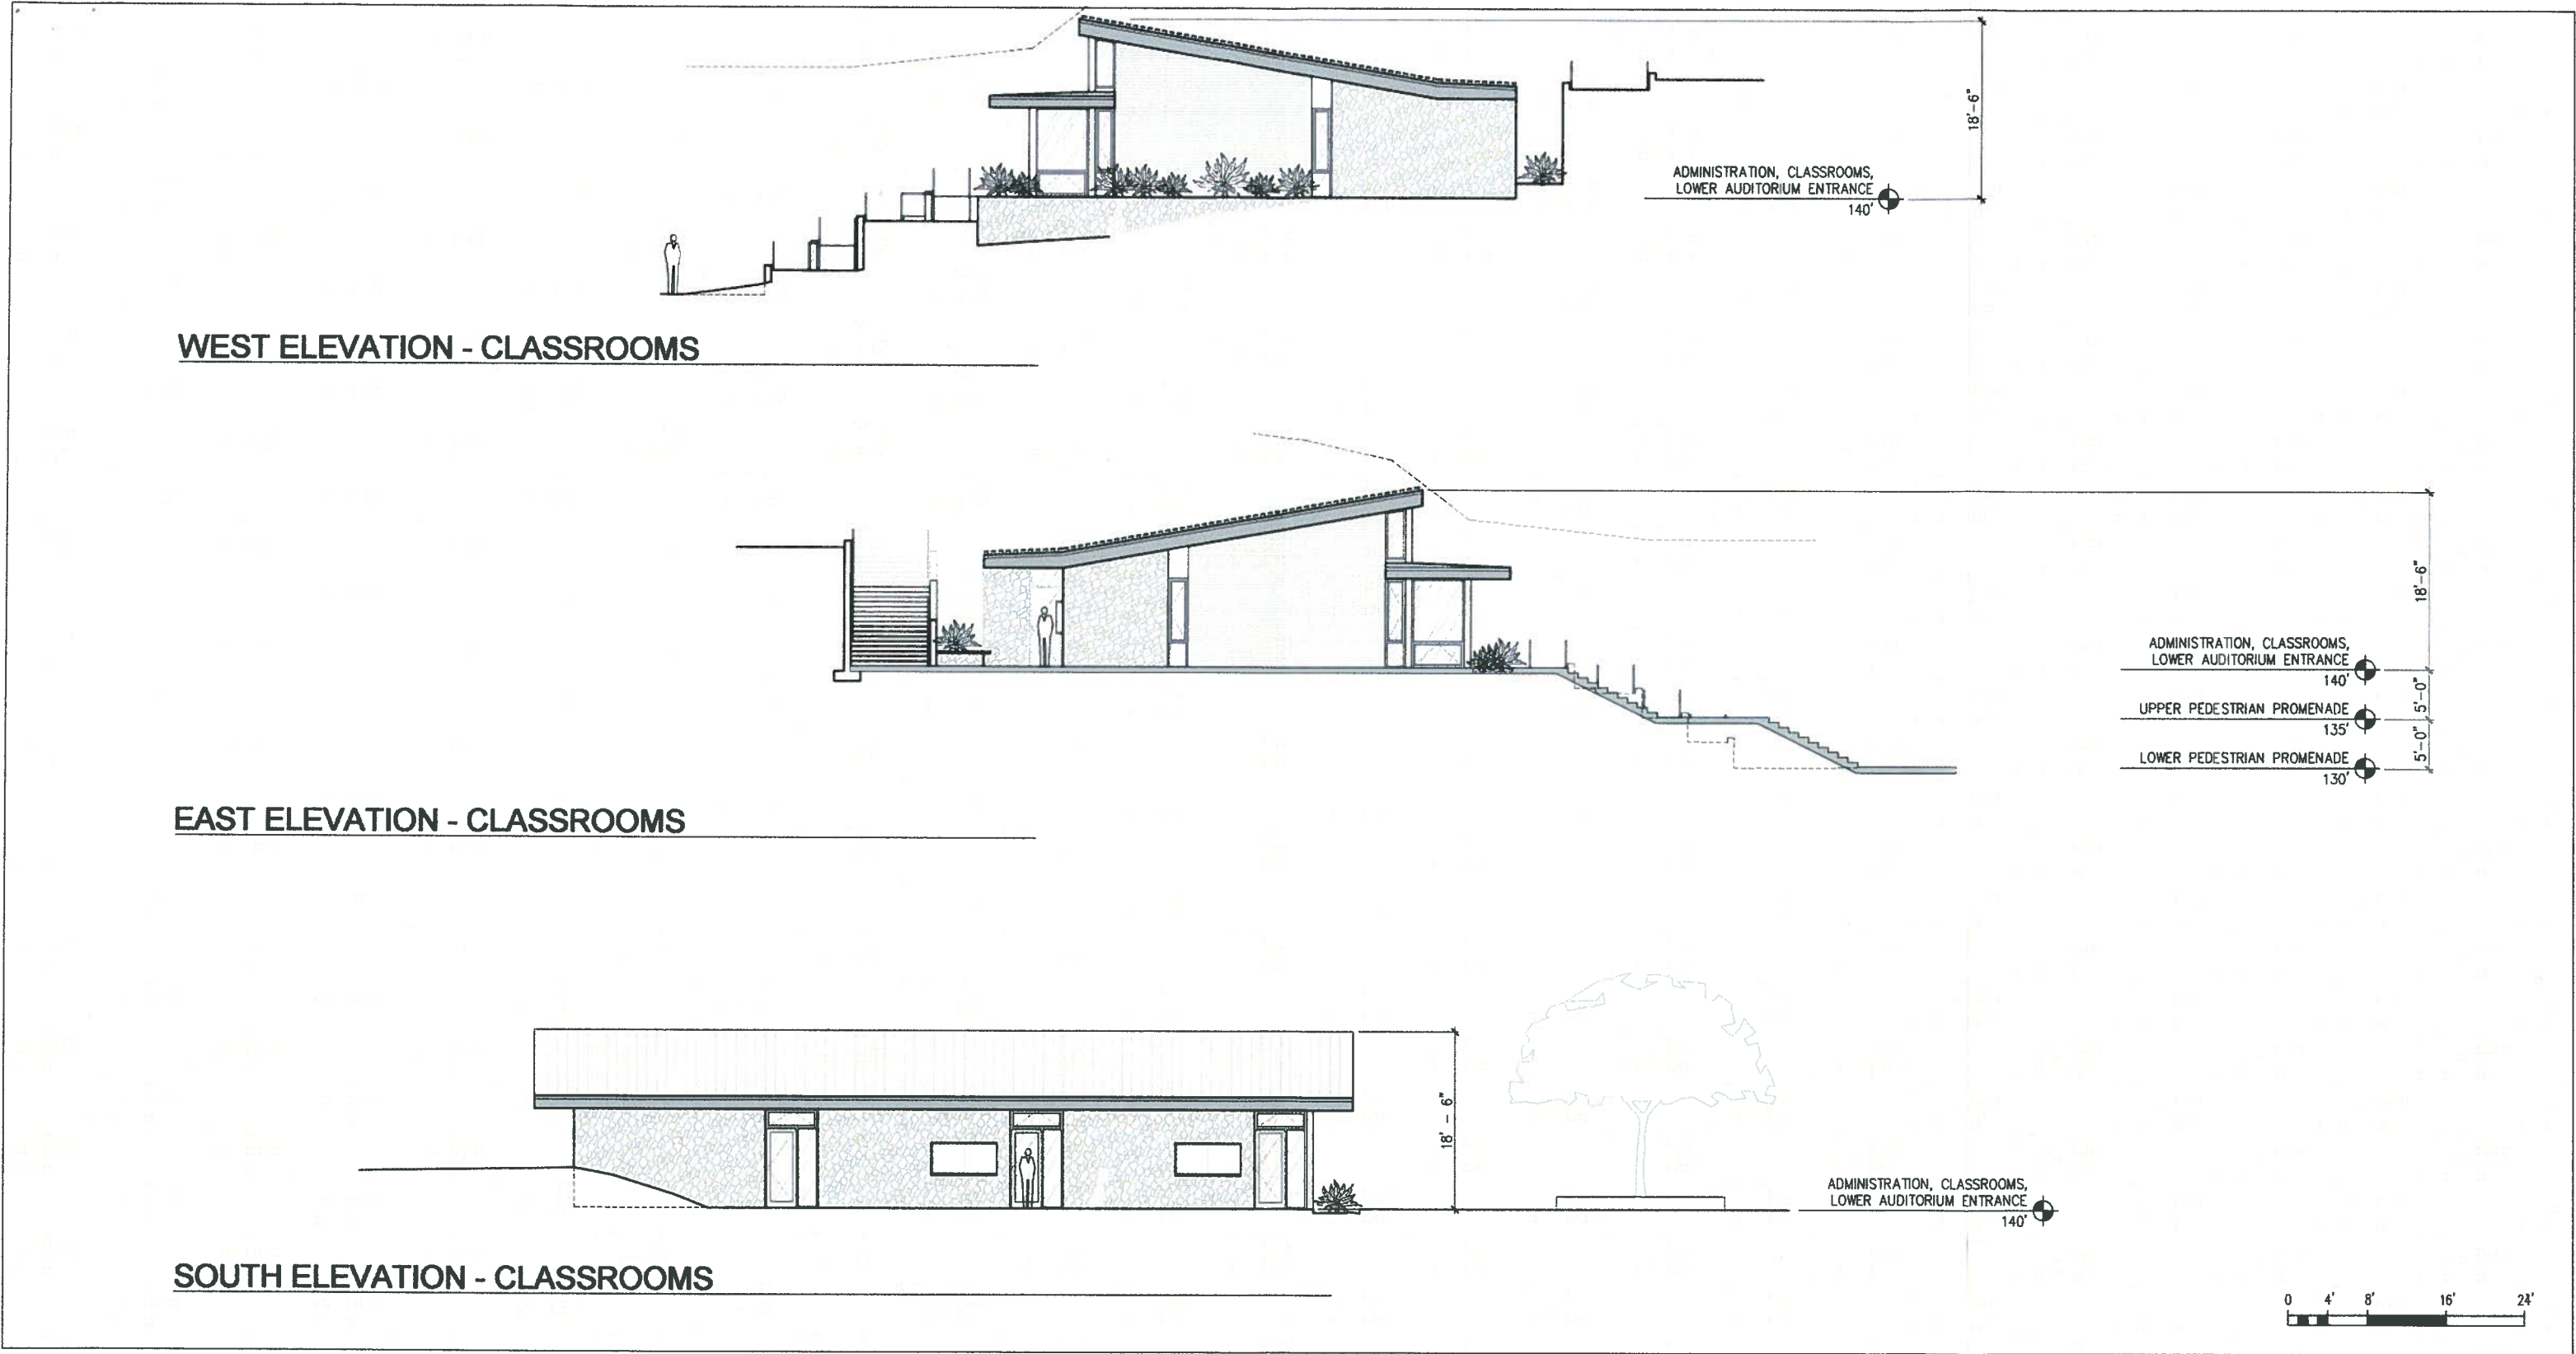 18'-6"
ADMINISTRATION, CLASSROOMS,
LOWER AUDITORIUM ENTRANCE
140'
WEST ELEVATION - CLASSROOMS
18'-6"
ADMINISTRATION, CLASSROOMS,
LOWER AUDITORIUM ENTRANCE
140'
5'-0"
UPPER PEDESTRIAN PROMENADE
135'
5'-0"
LOWER PEDESTRIAN PROMENADE
130'
EAST ELEVATION - CLASSROOMS
18' - 6"
ADMINISTRATION, CLASSROOMS,
LOWER AUDITORIUM ENTRANCE
140'
SOUTH ELEVATION - CLASSROOMS
0 4' 8' 16' 24'